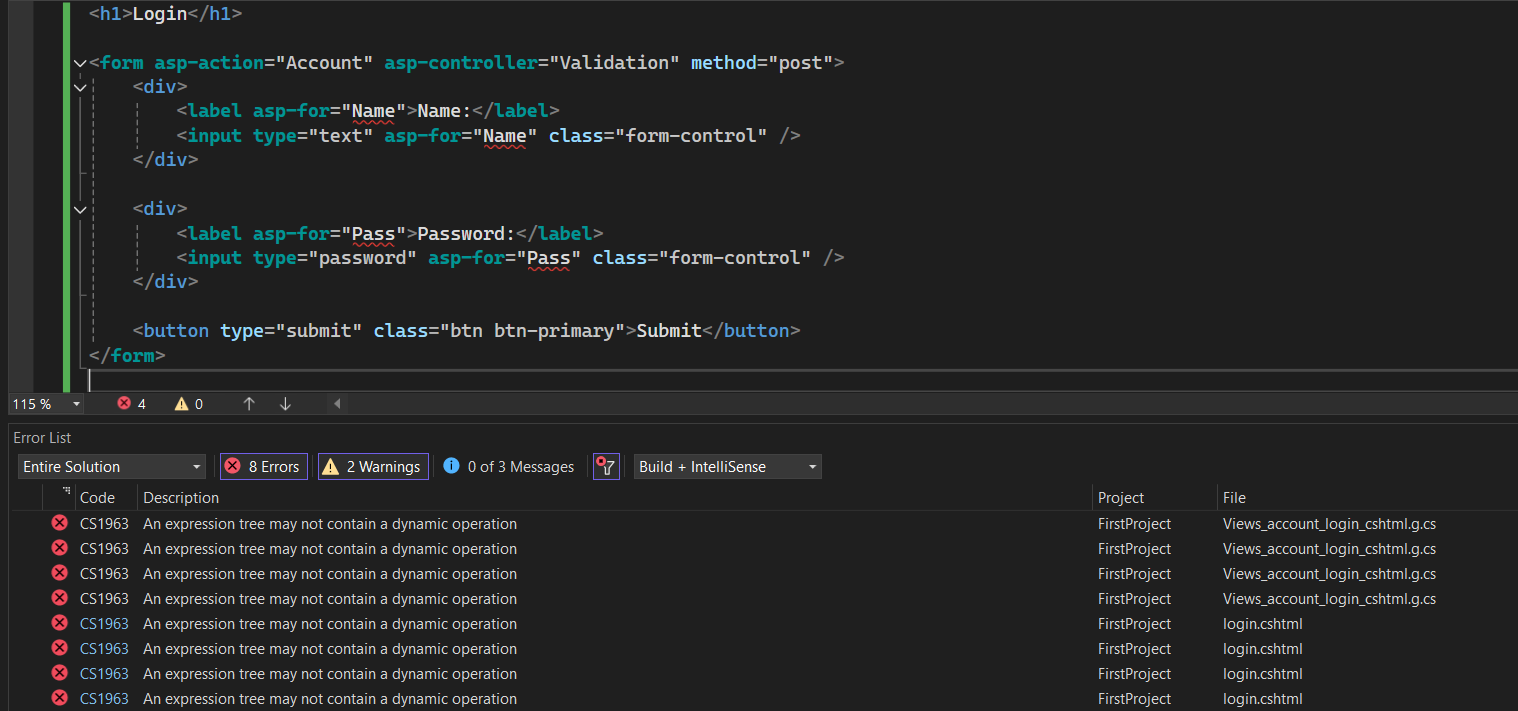 <h1>Login</h1>
<form asp-action="Account" asp-controller="Validation" method="post">
<div>
<label asp-for="Name">Name:</label>
<input type="text" asp-for="Name" class="form-control" />
</div>
<div>
<label asp-for="Pass">Password:</label>
<input type="password" asp-for="Pass" class="form-control" />
</div>
<button type="submit" class="btn btn-primary">Submit</button>
</form>
115 % 4 0
Error List
Entire Solution 8 Errors 2 Warnings 0 of 3 Messages Build + IntelliSense
Code Description Project File
CS1963 An expression tree may not contain a dynamic operation FirstProject Views_account_login_cshtml.g.cs
CS1963 An expression tree may not contain a dynamic operation FirstProject Views_account_login_cshtml.g.cs
CS1963 An expression tree may not contain a dynamic operation FirstProject Views_account_login_cshtml.g.cs
CS1963 An expression tree may not contain a dynamic operation FirstProject Views_account_login_cshtml.g.cs
CS1963 An expression tree may not contain a dynamic operation FirstProject login.cshtml
CS1963 An expression tree may not contain a dynamic operation FirstProject login.cshtml
CS1963 An expression tree may not contain a dynamic operation FirstProject login.cshtml
CS1963 An expression tree may not contain a dynamic operation FirstProject login.cshtml